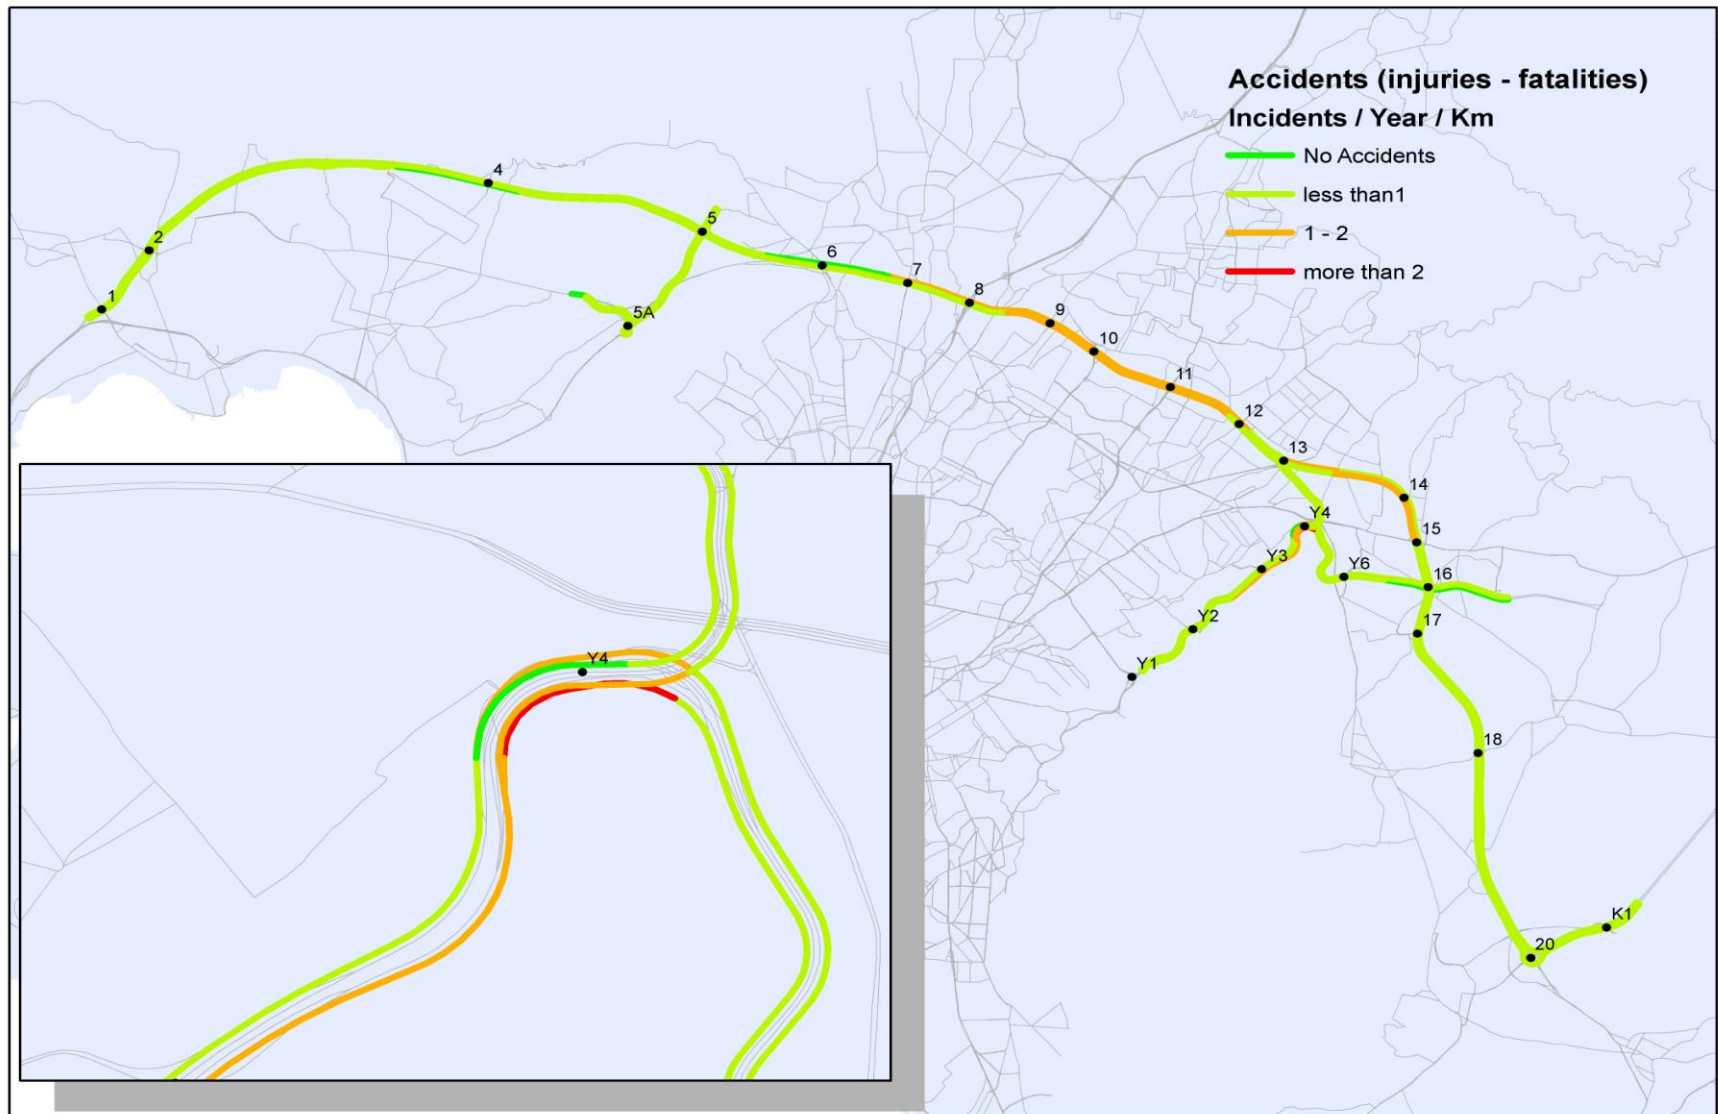 Accidents (injuries - fatalities)
Incidents / Year / Km
No Accidents
less than1
1 - 2
more than 2
4
5
2
6
7
1
8
5A
9
10
11
12
13
14
Y4
15
Y3
Y6
16
Y2
17
Y1
Y4
18
K1
20